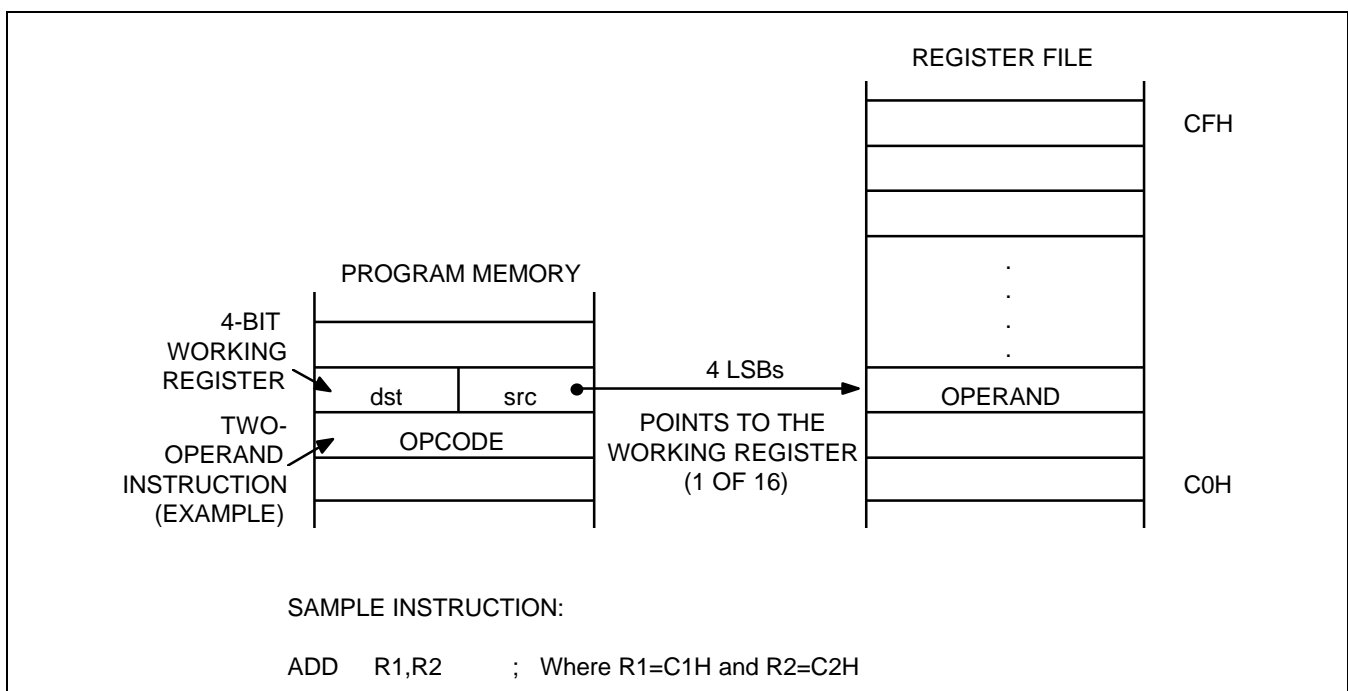 REGISTER FILE
CFH
PROGRAM MEMORY
.
.
.
.
4-BIT
WORKING
REGISTER
dst
src
4 LSBs
OPERAND
TWO-
OPERAND
INSTRUCTION
(EXAMPLE)
OPCODE
POINTS TO THE
WORKING REGISTER
(1 OF 16)
C0H
SAMPLE INSTRUCTION:
ADD R1,R2 ; Where R1=C1H and R2=C2H